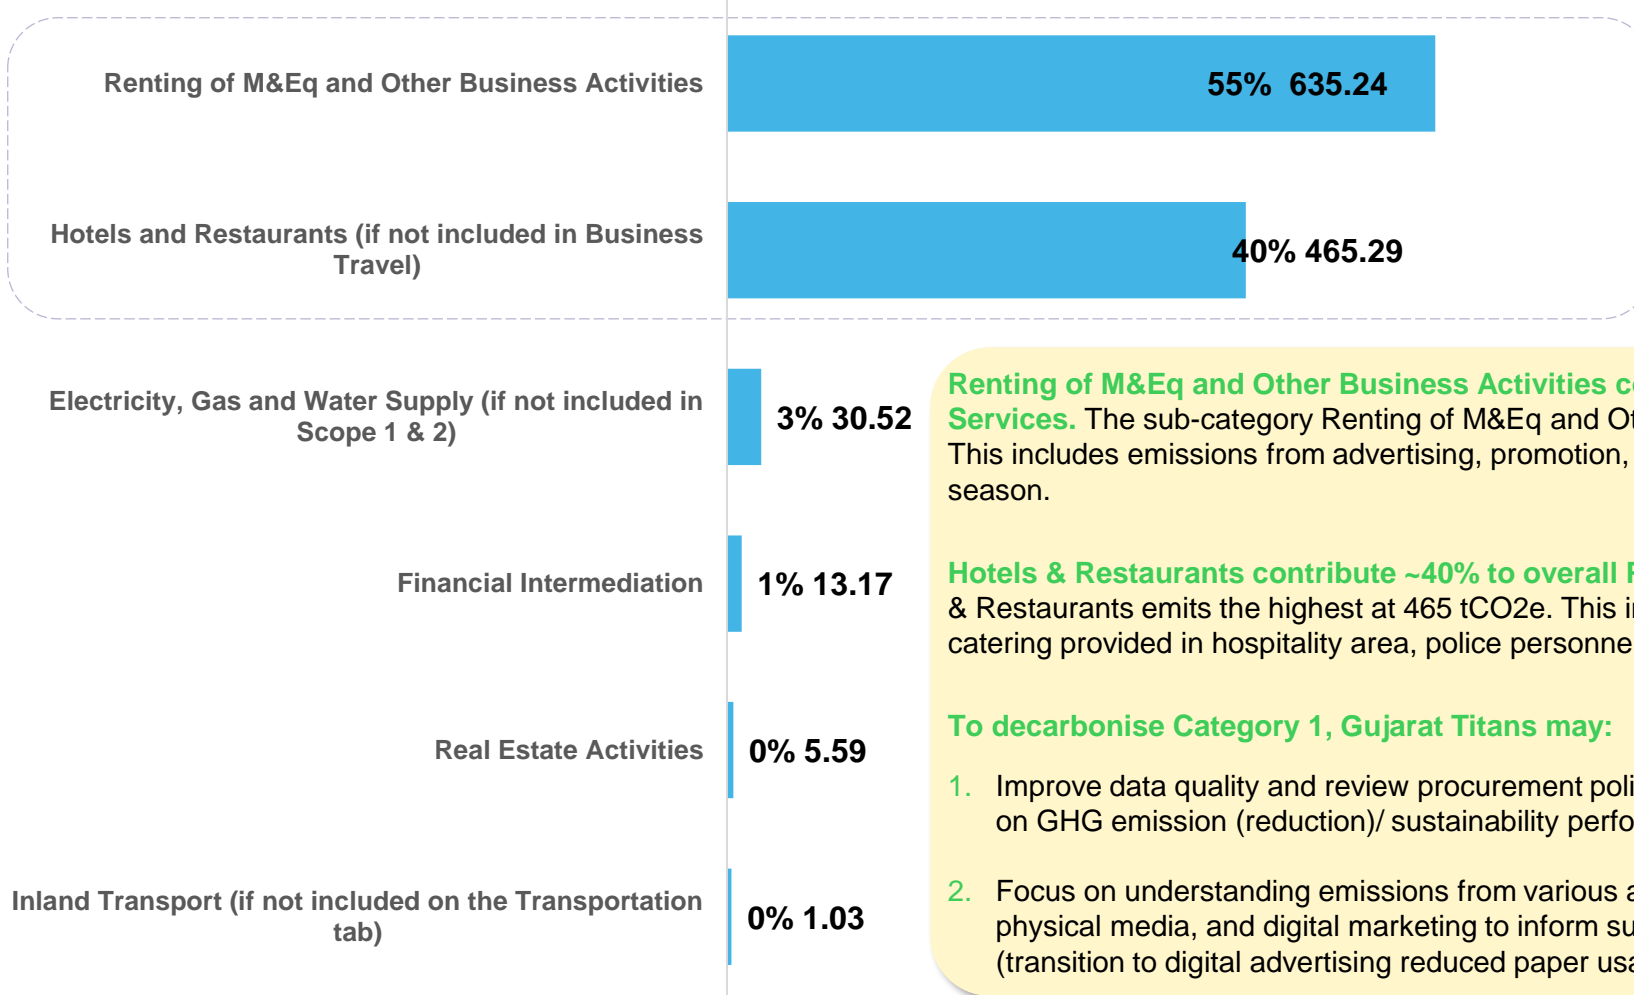 Renting of M&Eq and Other Business Activities
55% 635.24
Hotels and Restaurants (if not included in Business
Travel)
40% 465.29
Electricity, Gas and Water Supply (if not included in
Scope 1 & 2)
3% 30.52
Financial Intermediation
1% 13.17
Real Estate Activities
0% 5.59
Inland Transport (if not included on the Transportation
tab)
0% 1.03
Renting of M&Eq and Other Business Activities
Services. The sub-category Renting of M&Eq and
This includes emissions from advertising, promotion,
season.
Hotels & Restaurants contribute ~40% to overall
& Restaurants emits the highest at 465 tCO2e. This
catering provided in hospitality area, police
To decarbonise Category 1, Gujarat Titans may:
1. Improve data quality and review procurement
on GHG emission (reduction)/ sustainability
2. Focus on understanding emissions from various
physical media, and digital marketing to inform
(transition to digital advertising reduced paper